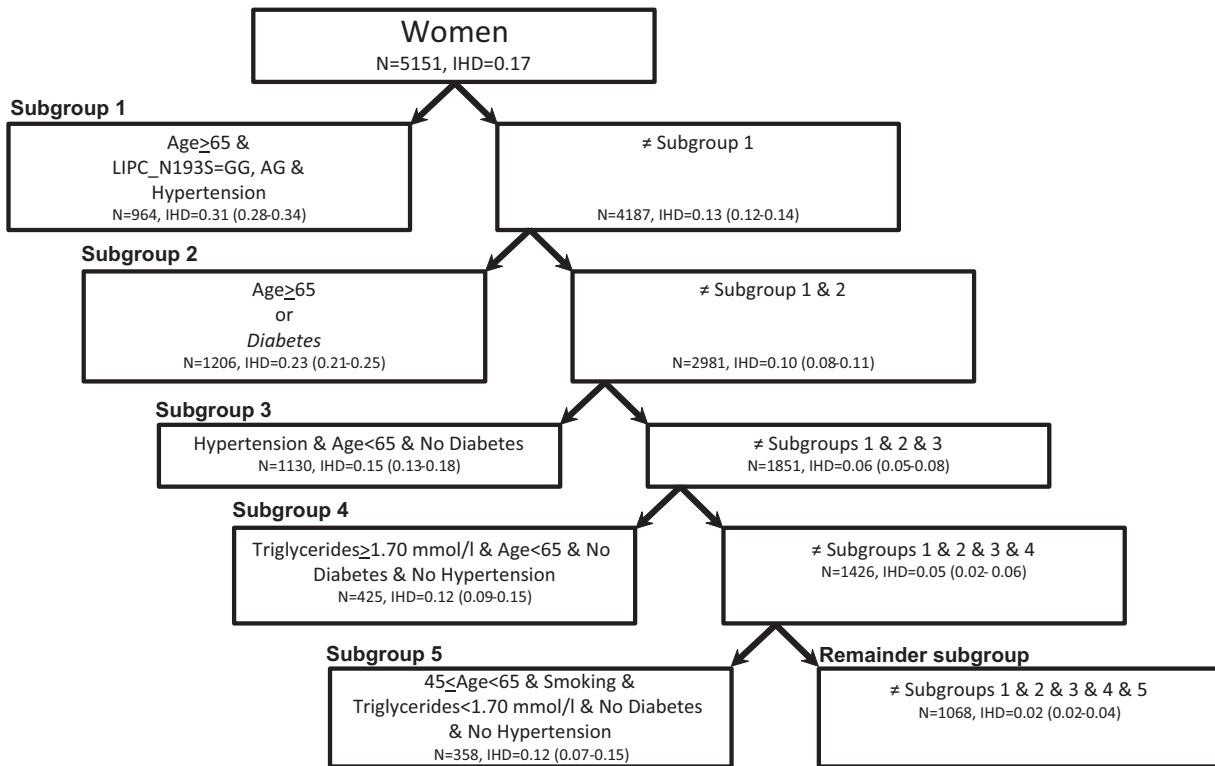 Women
N=5151, IHD=0.17
Subgroup 1
Age≥65 &
LIPC_N193S=GG, AG &
Hypertension
N=964, IHD=0.31 (0.28-0.34)
≠ Subgroup 1
N=4187, IHD=0.13 (0.12-0.14)
Subgroup 2
Age≥65
or
Diabetes
N=1206, IHD=0.23 (0.21-0.25)
≠ Subgroup 1 & 2
N=2981, IHD=0.10 (0.08-0.11)
Subgroup 3
Hypertension & Age<65 & No Diabetes
N=1130, IHD=0.15 (0.13-0.18)
≠ Subgroups 1 & 2 & 3
N=1851, IHD=0.06 (0.05-0.08)
Subgroup 4
Triglycerides≥1.70 mmol/l & Age<65 & No
Diabetes & No Hypertension
N=425, IHD=0.12 (0.09-0.15)
≠ Subgroups 1 & 2 & 3 & 4
N=1426, IHD=0.05 (0.02- 0.06)
Subgroup 5
45≤Age<65 & Smoking &
Triglycerides<1.70 mmol/l & No Diabetes
& No Hypertension
N=358, IHD=0.12 (0.07-0.15)
Remainder subgroup
≠ Subgroups 1 & 2 & 3 & 4 & 5
N=1068, IHD=0.02 (0.02-0.04)